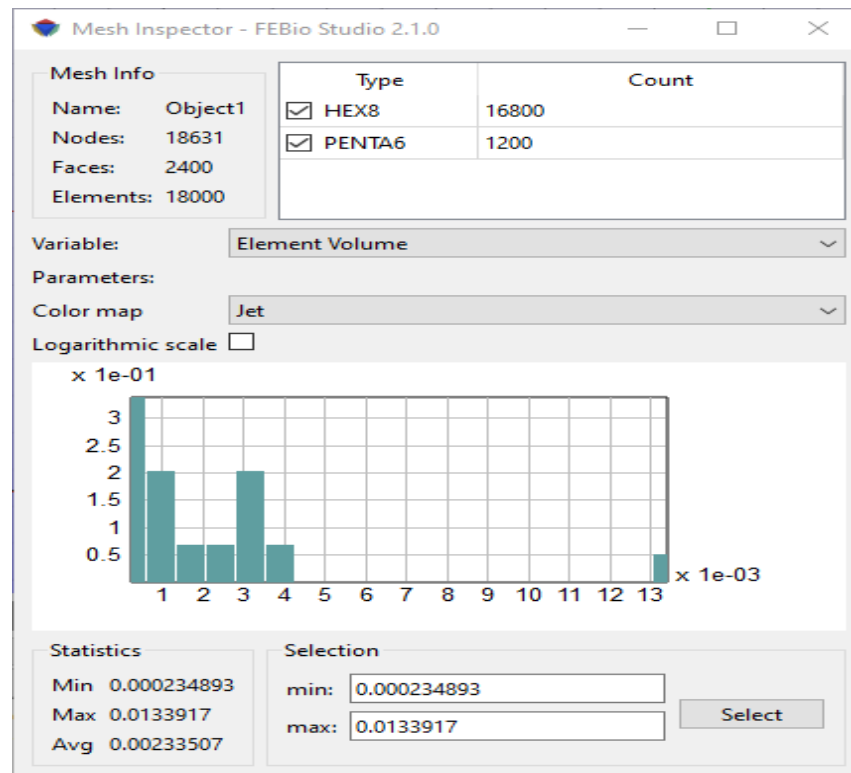 Mesh Inspector - FEBio Studio 2.1.0
Mesh Info
Name: Object1
Nodes: 18631
Faces: 2400
Elements: 18000
Type Count
HEX8 16800
PENTA6 1200
Variable: Element Volume
Parameters:
Color map Jet
Logarithmic scale
x 1e-01
3
2.5
2
1.5
1
0.5
x 1e-03
1 2 3 4 5 6 7 8 9 10 11 12 13
Statistics
Min 0.000234893
Max 0.0133917
Avg 0.00233507
Selection
min: 0.000234893
max: 0.0133917
Select